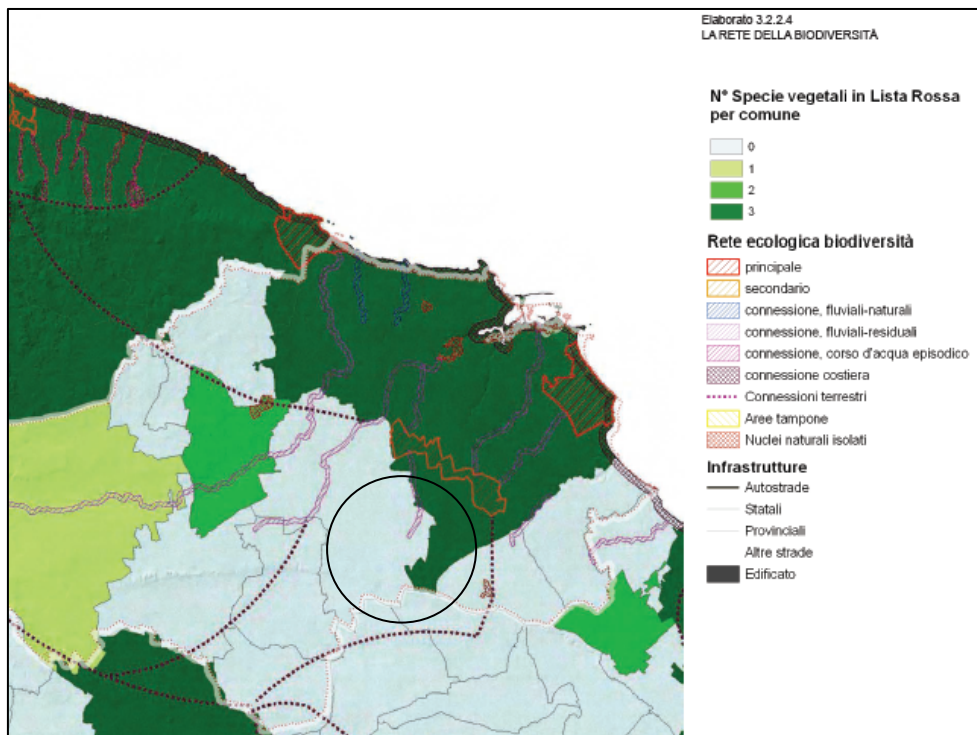 Elaborato 3.2.2.4
LA RETE DELLA BIODIVERSITÀ
N° Specie vegetali in Lista Rossa
per comune
0
1
2
3
Rete ecologica biodiversità
principale
secondario
connessione, fluviali-naturali
connessione, fluviali-residuali
connessione, corso d'acqua episodico
connessione costiera
Connessioni terrestri
Aree tampone
Nuclei naturali isolati
Infrastrutture
Autostrade
Statali
Provinciali
Altre strade
Edificato